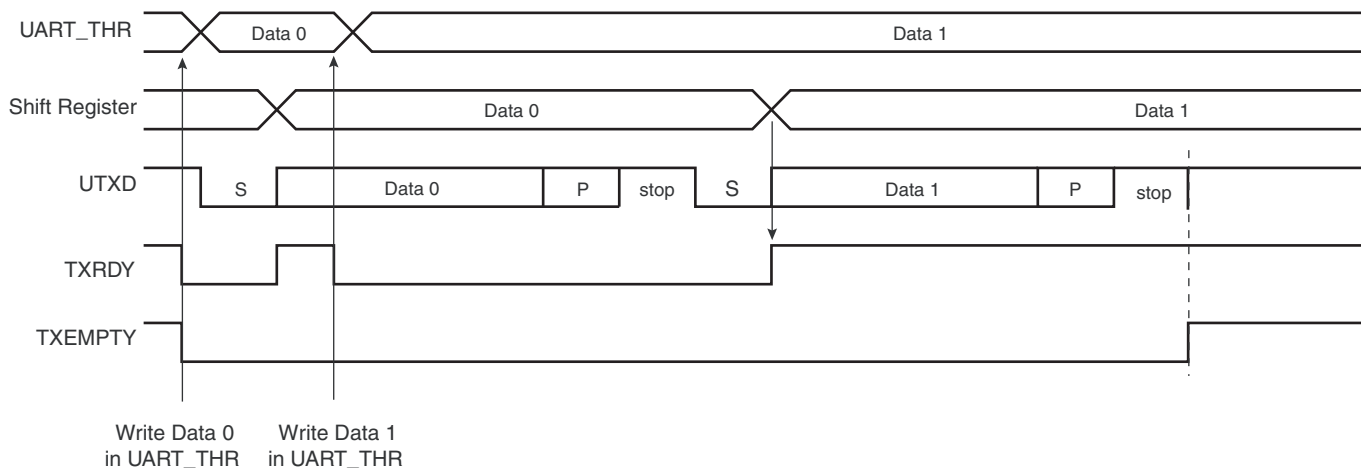 UART_THR
Data 0
Data 1
Shift Register
Data 0
Data 1
UTXD
S
Data 0
P
stop
S
Data 1
P
stop
TXRDY
TXEMPTY
Write Data 0
in UART_THR
Write Data 1
in UART_THR